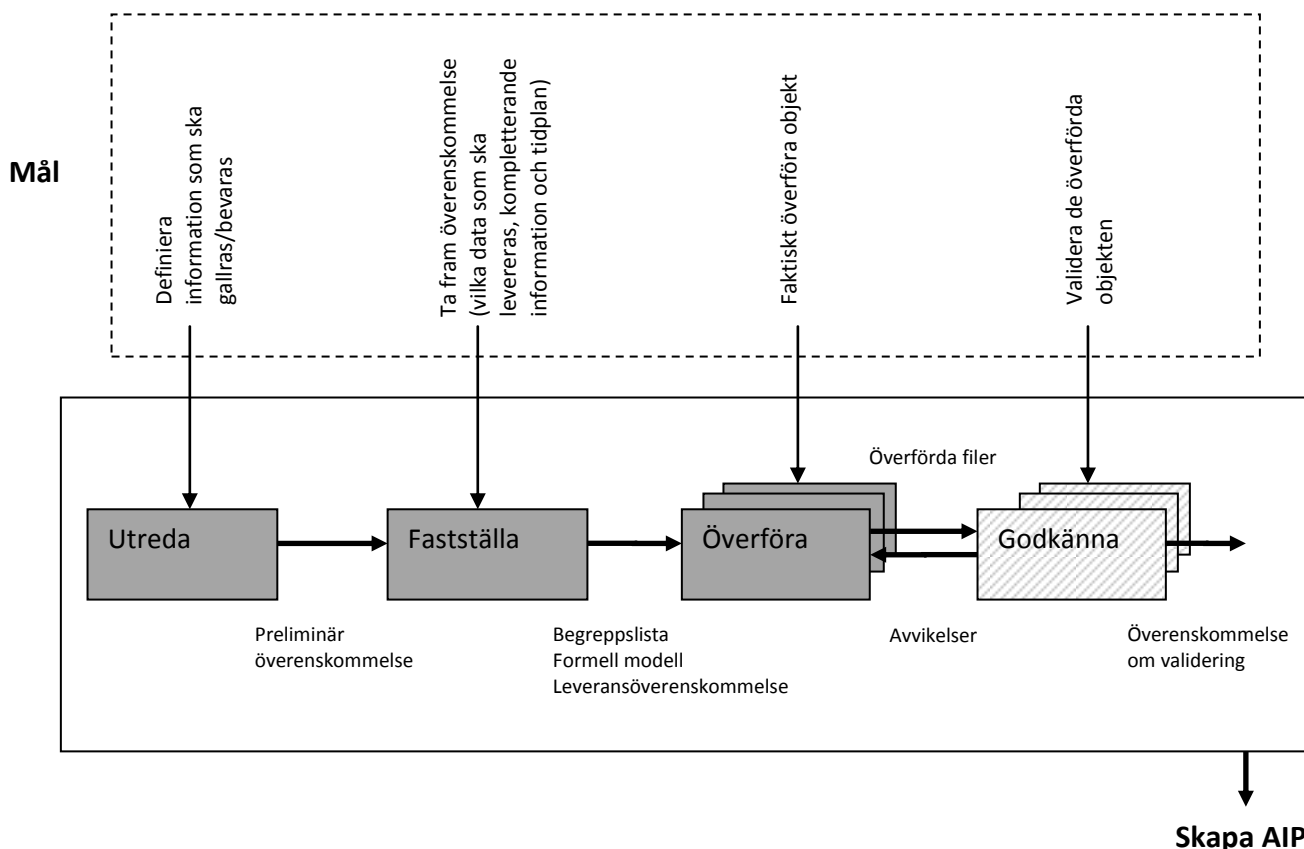 Mål
Definiera
information som ska
gallras/bevaras
Ta fram överenskommelse
(vilka data som ska
levereras, kompletterande
information och tidplan)
Faktiskt överföra objekt
Validera de överförda
objekten
Överförda filer
Utreda
Fastställa
Överföra
Godkänna
Preliminär
överenskommelse
Begreppslista
Formell modell
Leveransöverenskommelse
Avvikelser
Överenskommelse
om validering
Skapa AIP